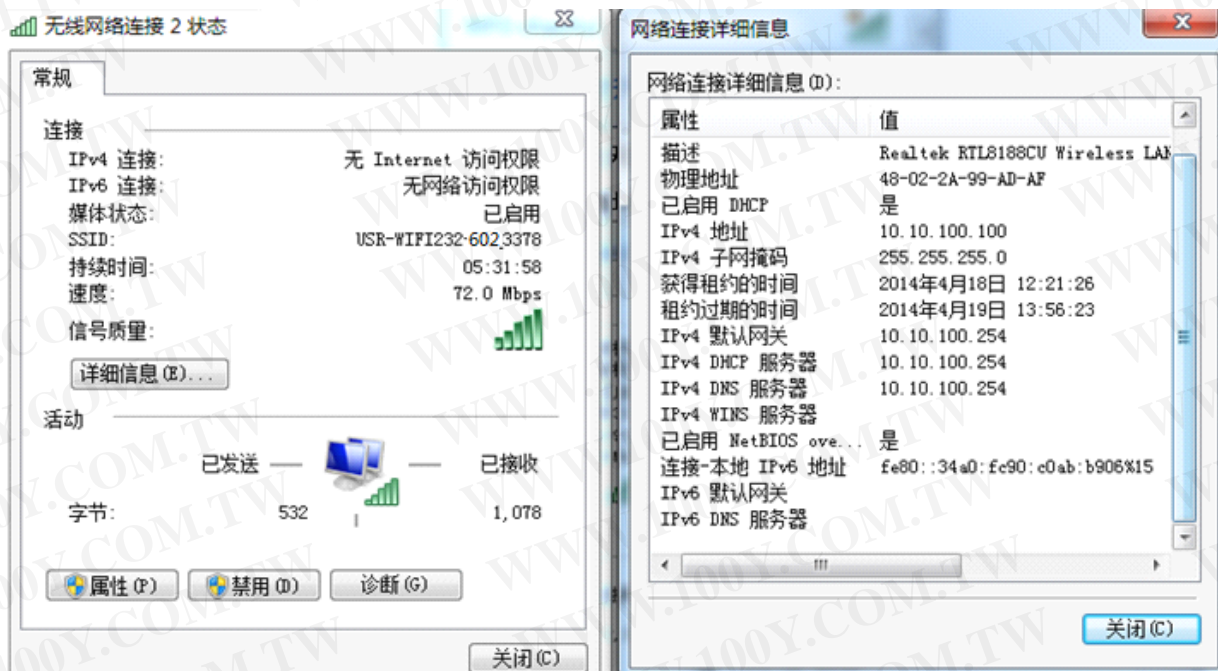 无线网络连接 2 状态
常规
连接
IPv4 连接: 无 Internet 访问权限
IPv6 连接: 无网络访问权限
媒体状态: 已启用
SSID: USR-WIFI232-602_3378
持续时间: 05:31:58
速度: 72.0 Mbps
信号质量:
详细信息(E)...
活动
已发送 — — 已接收
字节: 532 1,078
属性(P) 禁用(D) 诊断(G)
关闭(C)
网络连接详细信息
网络连接详细信息(D):
属性 值
描述 Realtek RTL8188CU Wireless LAN
物理地址 48-02-2A-99-AD-AF
已启用 DHCP 是
IPv4 地址 10.10.100.100
IPv4 子网掩码 255.255.255.0
获得租约的时间 2014年4月18日 12:21:26
租约过期的时间 2014年4月19日 13:56:23
IPv4 默认网关 10.10.100.254
IPv4 DHCP 服务器 10.10.100.254
IPv4 DNS 服务器 10.10.100.254
IPv4 WINS 服务器
已启用 NetBIOS ove... 是
连接-本地 IPv6 地址 fe80::34a0:fc90:c0ab:b906%15
IPv6 默认网关
IPv6 DNS 服务器
关闭(C)
WWW.100Y.COM.TW